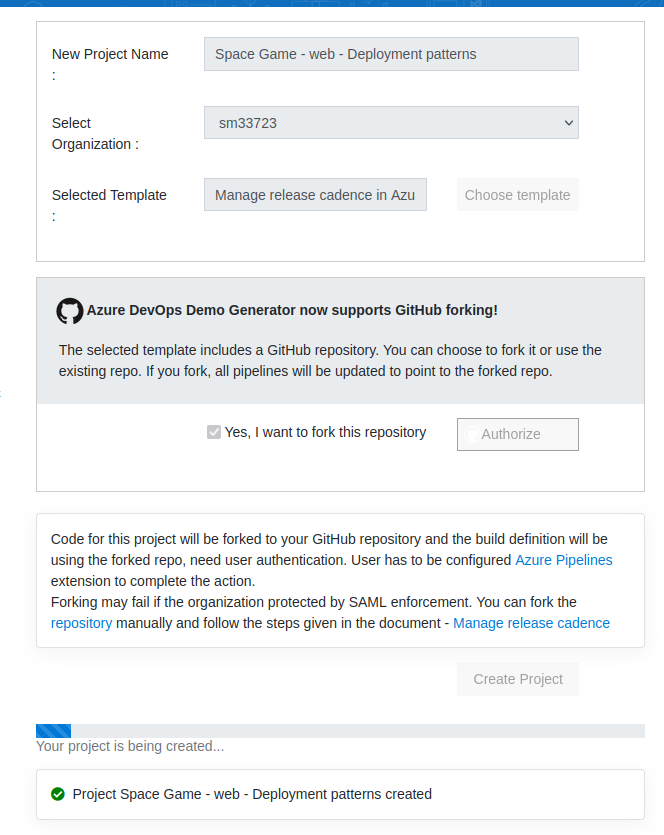 New Project Name
:
Space Game - web - Deployment patterns
Select
Organization :
sm33723
Selected Template
:
Manage release cadence in Azu
Choose template
Azure DevOps Demo Generator now supports GitHub forking!
The selected template includes a GitHub repository. You can choose to fork it or use the
existing repo. If you fork, all pipelines will be updated to point to the forked repo.
Yes, I want to fork this repository
Authorize
Code for this project will be forked to your GitHub repository and the build definition will be
using the forked repo, need user authentication. User has to be configured Azure Pipelines
extension to complete the action.
Forking may fail if the organization protected by SAML enforcement. You can fork the
repository manually and follow the steps given in the document - Manage release cadence
Create Project
Your project is being created...
Project Space Game - web - Deployment patterns created